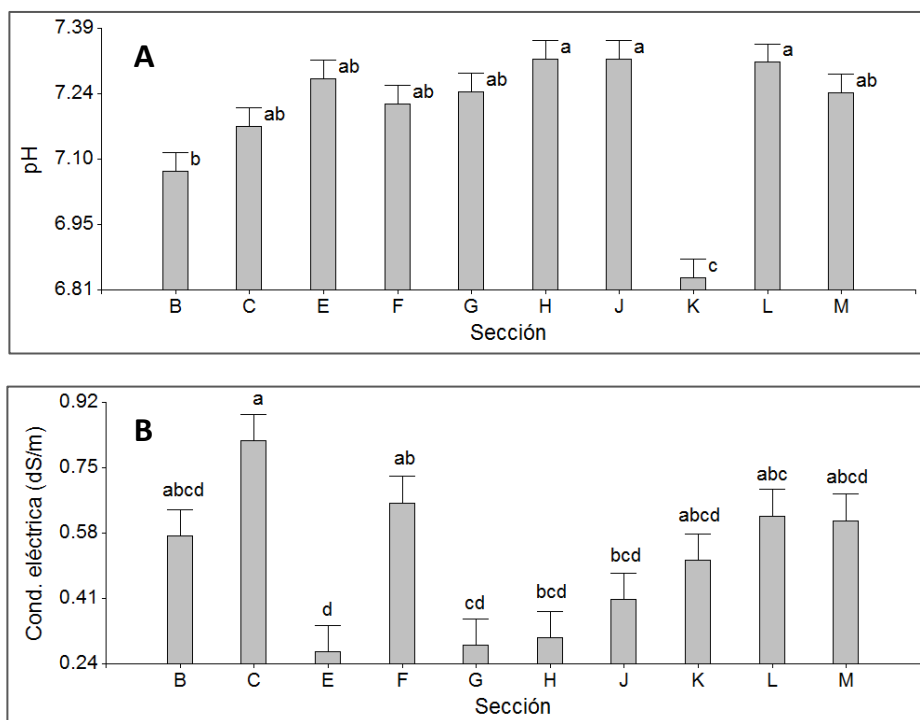 7.39
A
a
a
a
ab
ab
ab
ab
7.24
ab
7.10
b
pH
6.95
c
6.81
B C E F G H J K L M
Sección
0.92
a
B
ab
0.75
abc
abcd
abcd
abcd
0.58
bcd
0.41
bcd
d
cd
Cond. eléctrica (dS/m)
0.24
B C E F G H J K L M
Sección